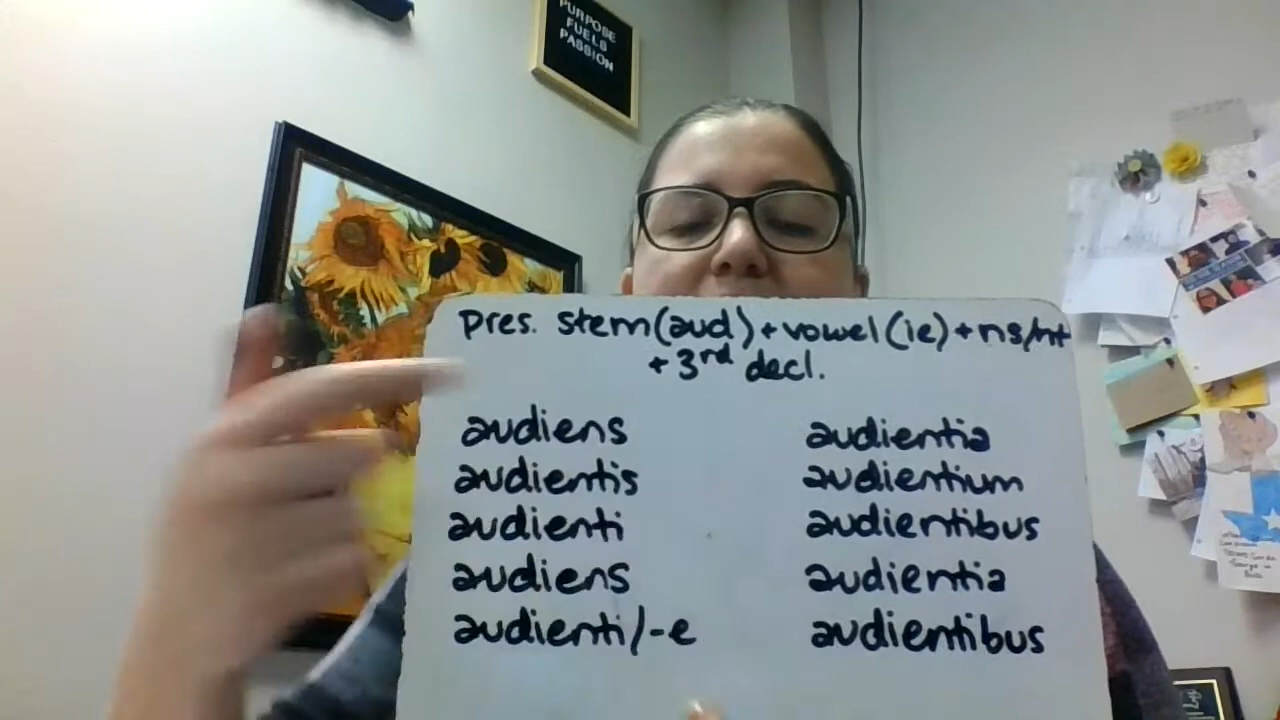 PURPOSE
FUELS
PASSION
pres. stem(aud)+vowel(ie)+ns/nt
+ 3rd decl.
audiens
audientis
audienti
audiens
audienti/-e
audientia
audientium
audientibus
audientia
audientibus